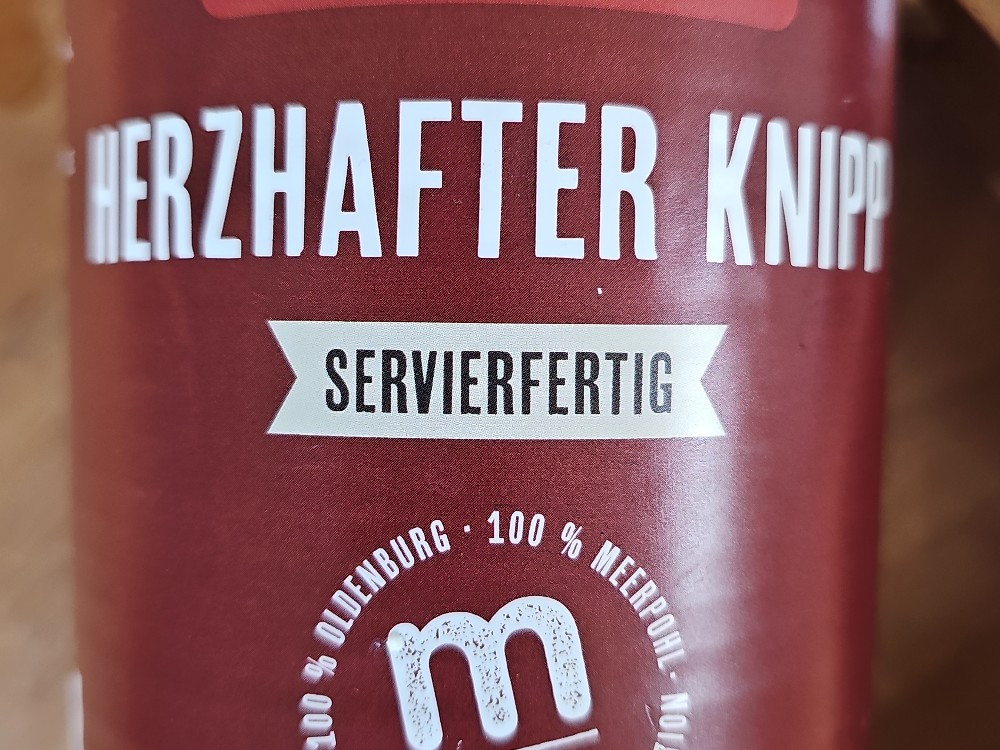 HERZHAFTER KNIPP
SERVIERFERTIG
100 % OLDENBURG · 100 % MEERPOHL ·
m